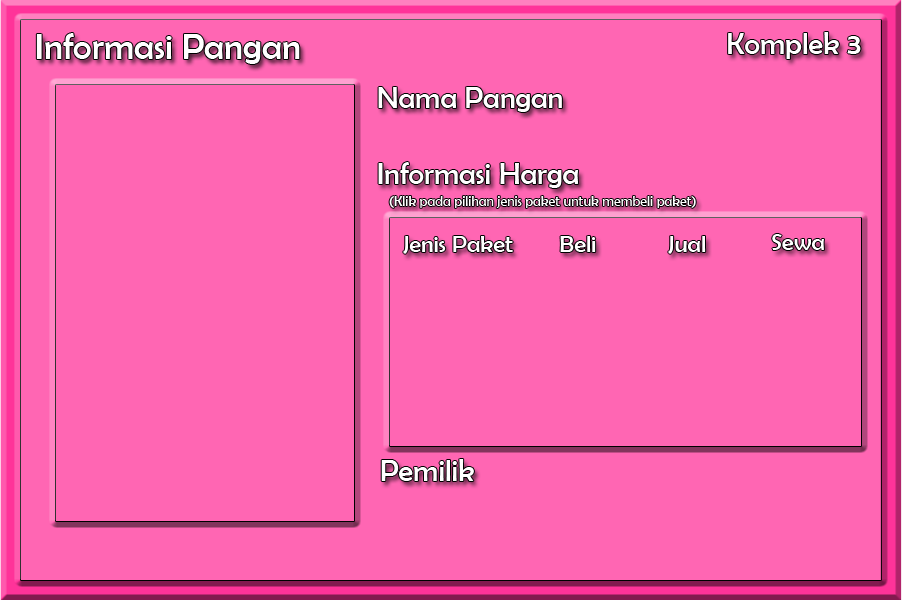 Informasi Pangan
Komplek 3
Nama Pangan
Informasi Harga
(Klik pada pilihan jenis paket untuk membeli paket)
Jenis Paket Beli Jual Sewa
Pemilik